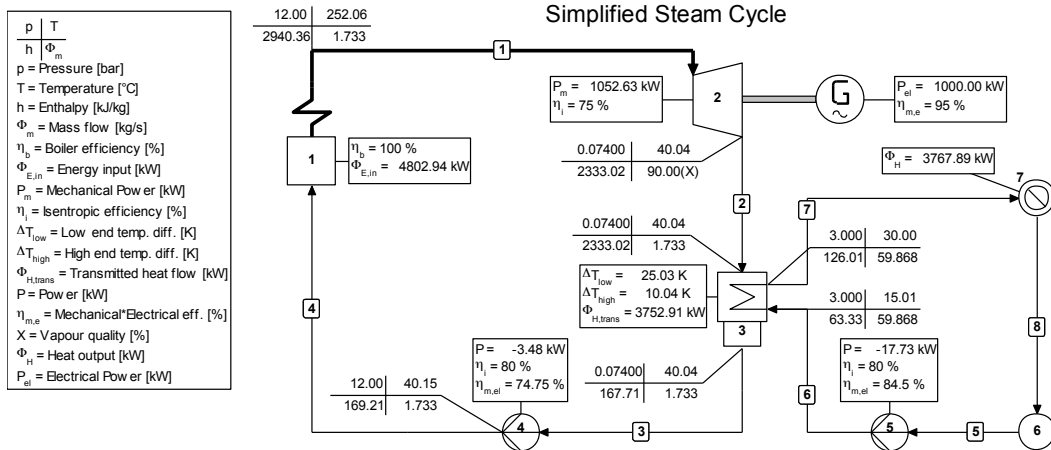 Simplified Steam Cycle
p T
h Φm
p = Pressure [bar]
T = Temperature [°C]
h = Enthalpy [kJ/kg]
Φm = Mass flow [kg/s]
ηb = Boiler efficiency [%]
ΦE,in = Energy input [kW]
Pm = Mechanical Power [kW]
ηi = Isentropic efficiency [%]
ΔTlow = Low end temp. diff. [K]
ΔThigh = High end temp. diff. [K]
ΦH,trans = Transmitted heat flow [kW]
P = Power [kW]
ηm,e = Mechanical*Electrical eff. [%]
X = Vapour quality [%]
ΦH = Heat output [kW]
Pel = Electrical Power [kW]
12.00 252.06
2940.36 1.733
1
Pm = 1052.63 kW
ηi = 75 %
2
G
~
Pel = 1000.00 kW
ηm,e = 95 %
1
ηb = 100 %
ΦE,in = 4802.94 kW
0.07400 40.04
2333.02 90.00(X)
ΦH = 3767.89 kW
7
2
7
0.07400 40.04
2333.02 1.733
3.000 30.00
126.01 59.868
ΔTlow = 25.03 K
ΔThigh = 10.04 K
ΦH,trans = 3752.91 kW
3
3.000 15.01
63.33 59.868
4
8
P = -3.48 kW
ηi = 80 %
ηm,el = 74.75 %
0.07400 40.04
167.71 1.733
P = -17.73 kW
ηi = 80 %
ηm,el = 84.5 %
6
12.00 40.15
169.21 1.733
4
3
5
5
6